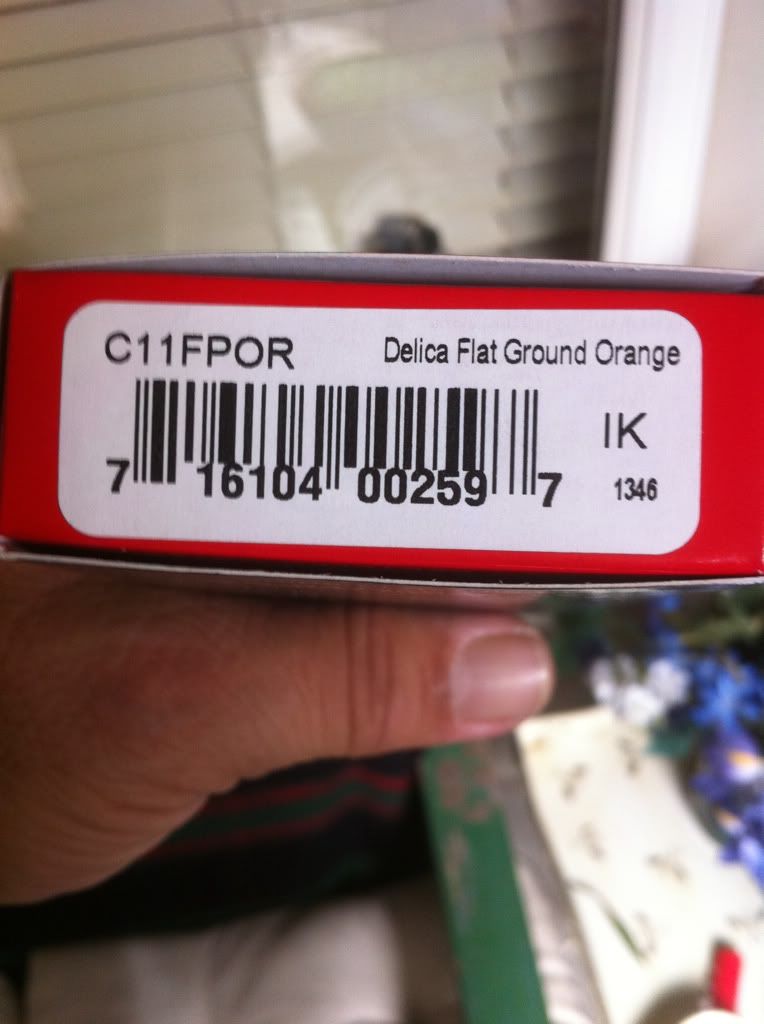 C11FPOR Delica Flat Ground Orange
IK
7 16104 00259 7 1346